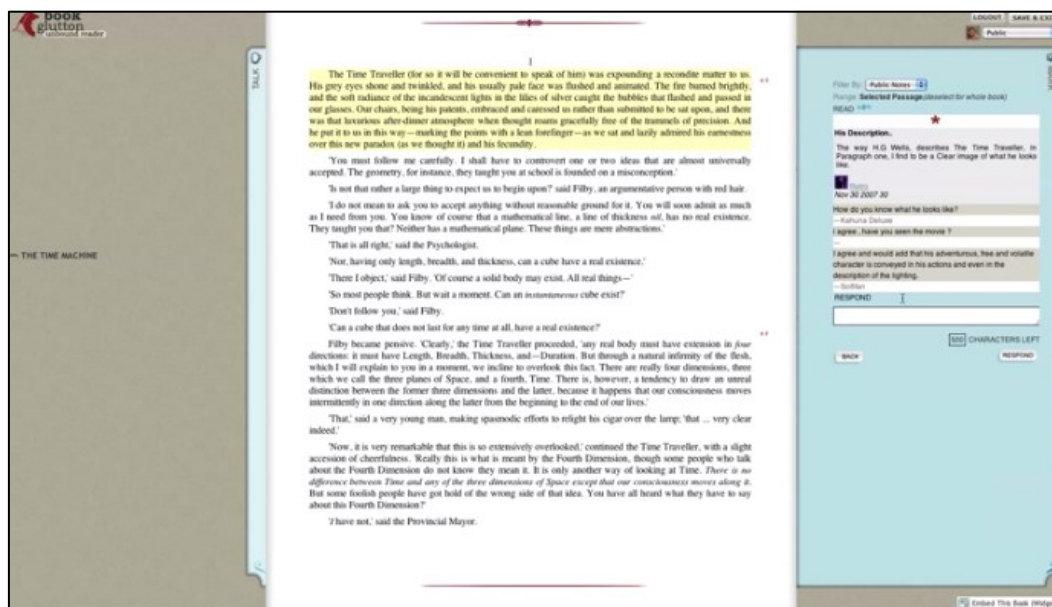 book
glutton
unbound reader
LOGOUT
SAVE & EXI
Public
TALK
THE TIME MACHINE
I
The Time Traveller (for so it will be convenient to speak of him) was expounding a recondite matter to us.
His grey eyes shone and twinkled, and his usually pale face was flushed and animated. The fire burned brightly,
and the soft radiance of the incandescent lights in the lilies of silver caught the bubbles that flashed and passed in
our glasses. Our chairs, being his patents, embraced and caressed us rather than submitted to be sat upon, and there
was that luxurious after-dinner atmosphere when thought roams gracefully free of the trammels of precision. And
he put it to us in this way—marking the points with a lean forefinger—as we sat and lazily admired his earnestness
over this new paradox (as we thought it) and his fecundity.
'You must follow me carefully. I shall have to controvert one or two ideas that are almost universally
accepted. The geometry, for instance, they taught you at school is founded on a misconception.'
'Is not that rather a large thing to expect us to begin upon?' said Filby, an argumentative person with red hair.
'I do not mean to ask you to accept anything without reasonable ground for it. You will soon admit as much
as I need from you. You know of course that a mathematical line, a line of thickness nil, has no real existence.
They taught you that? Neither has a mathematical plane. These things are mere abstractions.'
'That is all right,' said the Psychologist.
'Nor, having only length, breadth, and thickness, can a cube have a real existence.'
'There I object,' said Filby. 'Of course a solid body may exist. All real things—'
'So most people think. But wait a moment. Can an instantaneous cube exist?'
'Don't follow you,' said Filby.
'Can a cube that does not last for any time at all, have a real existence?'
Filby became pensive. 'Clearly,' the Time Traveller proceeded, 'any real body must have extension in four
directions: it must have Length, Breadth, Thickness, and—Duration. But through a natural infirmity of the flesh,
which I will explain to you in a moment, we incline to overlook this fact. There are really four dimensions, three
which we call the three planes of Space, and a fourth, Time. There is, however, a tendency to draw an unreal
distinction between the former three dimensions and the latter, because it happens that our consciousness moves
intermittently in one direction along the latter from the beginning to the end of our lives.'
'That,' said a very young man, making spasmodic efforts to relight his cigar over the lamp; 'that ... very clear
indeed.'
'Now, it is very remarkable that this is so extensively overlooked,' continued the Time Traveller, with a slight
accession of cheerfulness. 'Really this is what is meant by the Fourth Dimension, though some people who talk
about the Fourth Dimension do not know they mean it. It is only another way of looking at Time. There is no
difference between Time and any of the three dimensions of Space except that our consciousness moves along it.
But some foolish people have got hold of the wrong side of that idea. You have all heard what they have to say
about this Fourth Dimension?'
'I have not,' said the Provincial Mayor.
Filter By: Public Notes
Range: Selected Passage(deselect for whole book)
READ
His Description..
The way H.G Wells, describes The Time Traveller, in
Paragraph one, I find to be a Clear image of what he looks
like.
Nov 30 2007 30
How do you know what he looks like?
—Kahuna Deluxe
I agree , have you seen the movie ?
—
I agree and would add that his adventurous, free and volatile
character is conveyed in his actions and even in the
description of the lighting.
RESPOND
500 CHARACTERS LEFT
BACK
RESPOND
Embed This Book (Widg